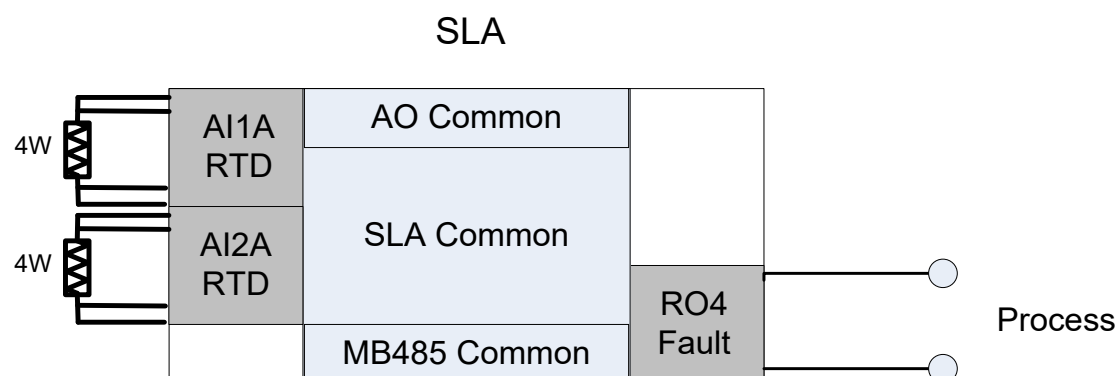 SLA
4W
AI1A
RTD
AO Common
4W
AI2A
RTD
SLA Common
RO4
Fault
Process
MB485 Common